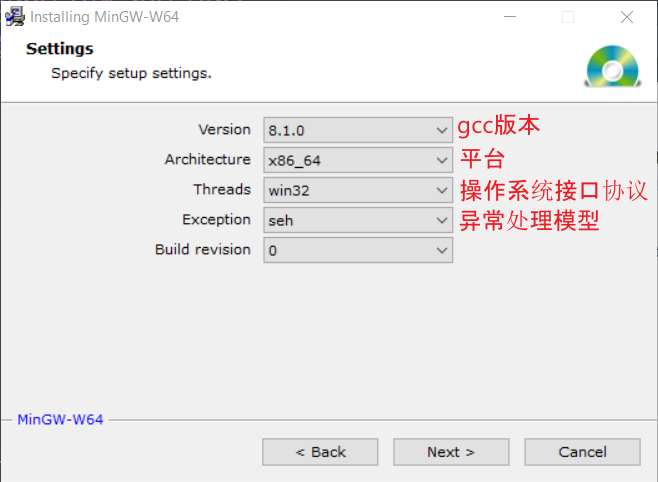 Installing MinGW-W64
Settings
Specify setup settings.
Version 8.1.0 gcc版本
Architecture x86_64 平台
Threads win32 操作系统接口协议
Exception seh 异常处理模型
Build revision 0
MinGW-W64
< Back Next > Cancel